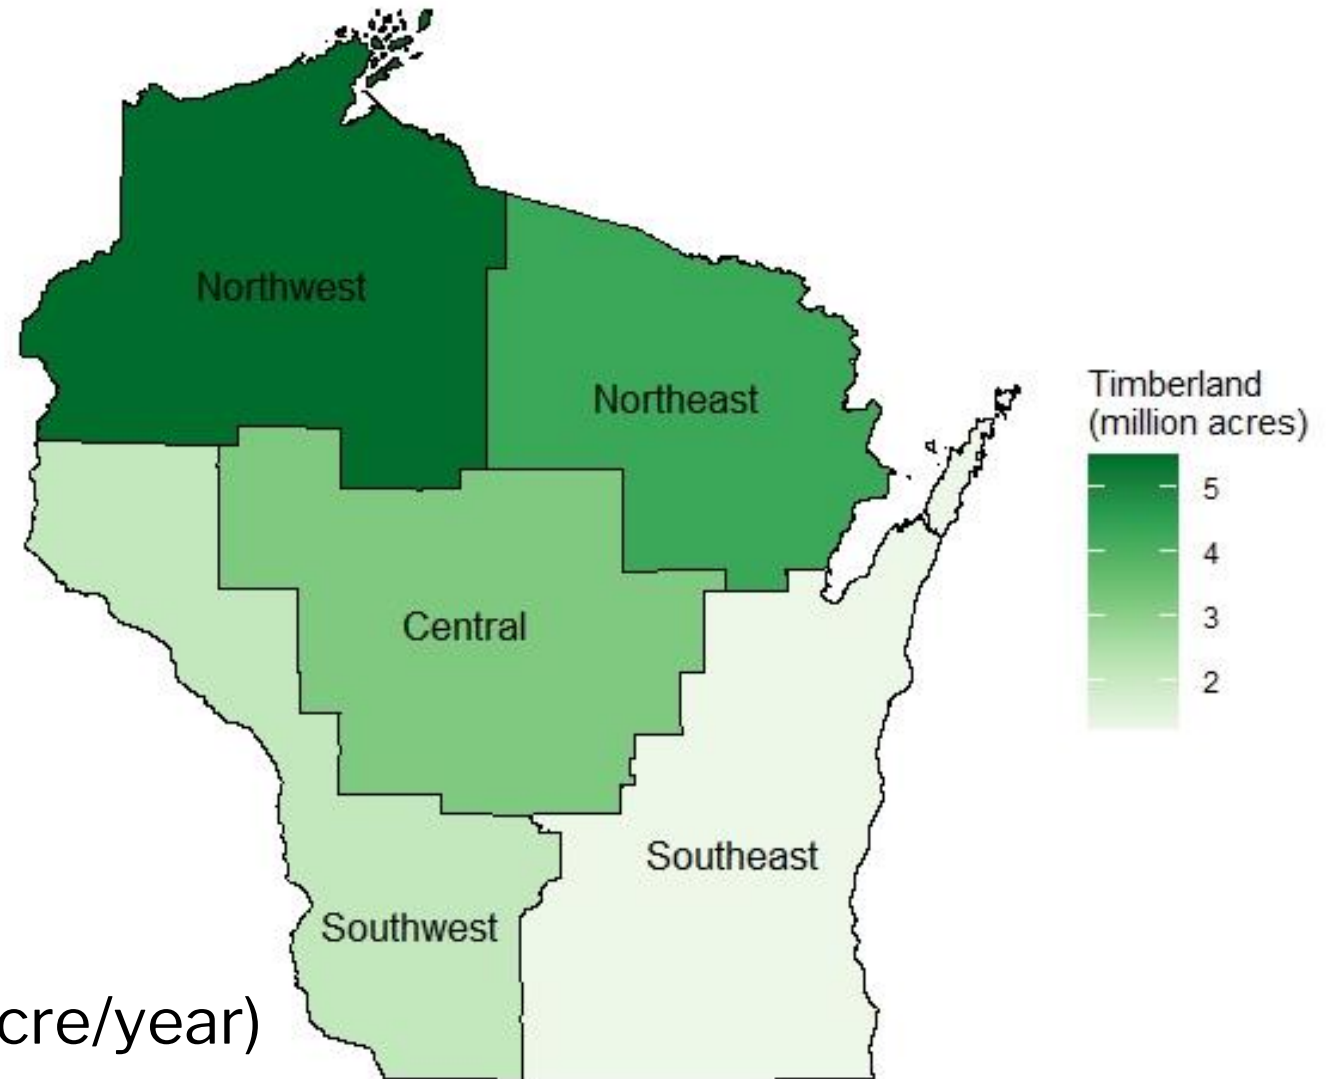 Northwest
Northeast
Timberland
(million acres)
5
4
3
2
Central
Southeast
Southwest
cre/year)